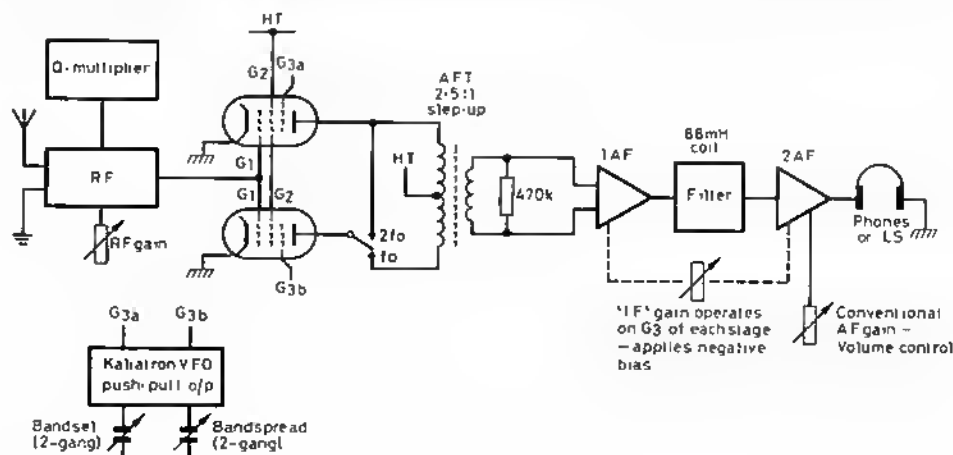 HT
Q-multiplier
G2
G3a
AFT
2·5:1
step-up
88mH
coil
1AF
2AF
G1
HT
RF
470k
Filter
G1
G2
2fo
fo
Phones
or LS
RF gain
G3b
"IF" gain operates
on G3 of each stage
— applies negative
bias
Conventional
AF gain –
Volume control
G3a
G3b
Kaliatron VFO
push-pull o/p
Bandset
(2-gang)
Bandspread
(2-gang)